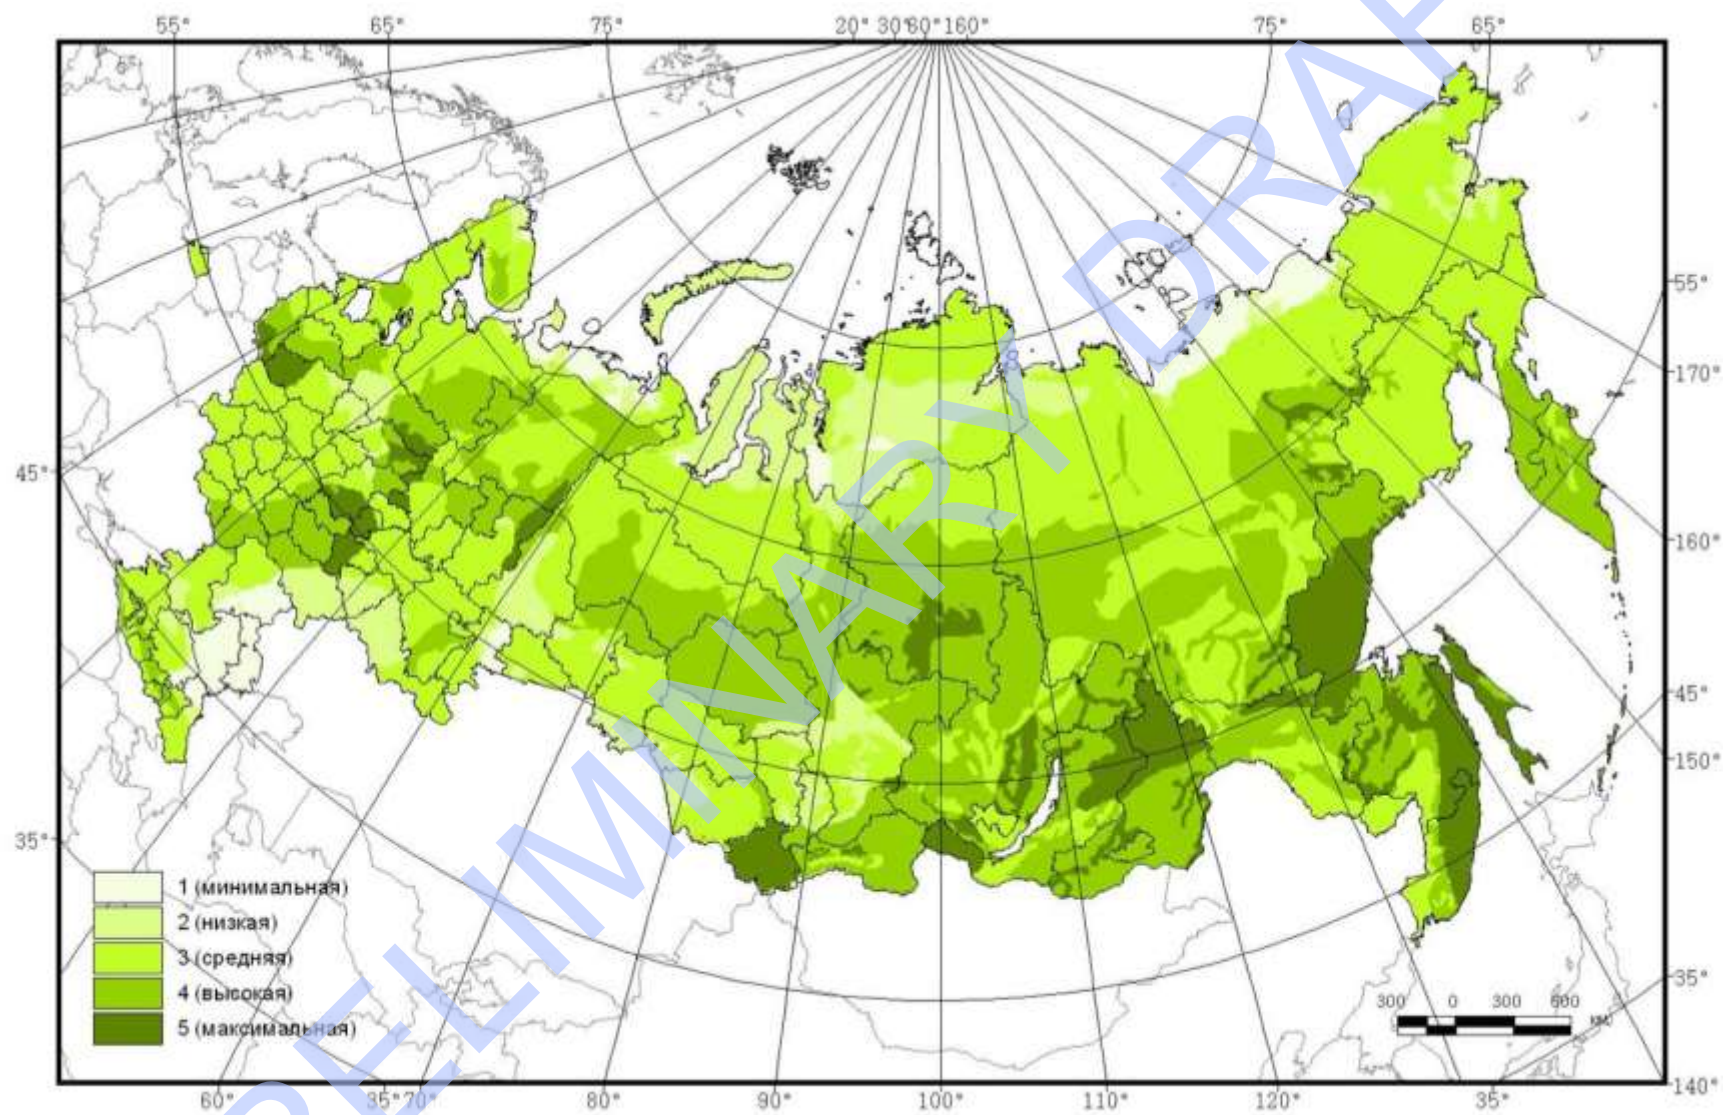 55° 65° 75° 20° 30° 60° 160° 75° 65°
55°
170°
45°
160°
45°
150°
35°
1 (минимальная)
2 (низкая)
3 (средняя)
4 (высокая)
5 (максимальная)
35°
300 0 300 600
км
140°
60° 35° 70° 80° 90° 100° 110° 120° 35°
PRELIMINARY DRAF